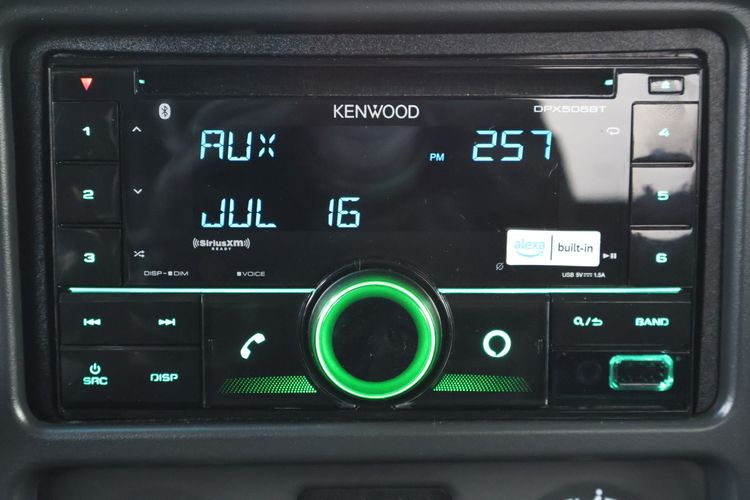 KENWOOD
DPX505BT
1
AUX
PM 257
4
2
JUL 16
5
3
((SiriusXM))
READY
alexa built-in
6
DISP-DIM
VOICE
USB 5V 1.5A
BAND
SRC
DISP